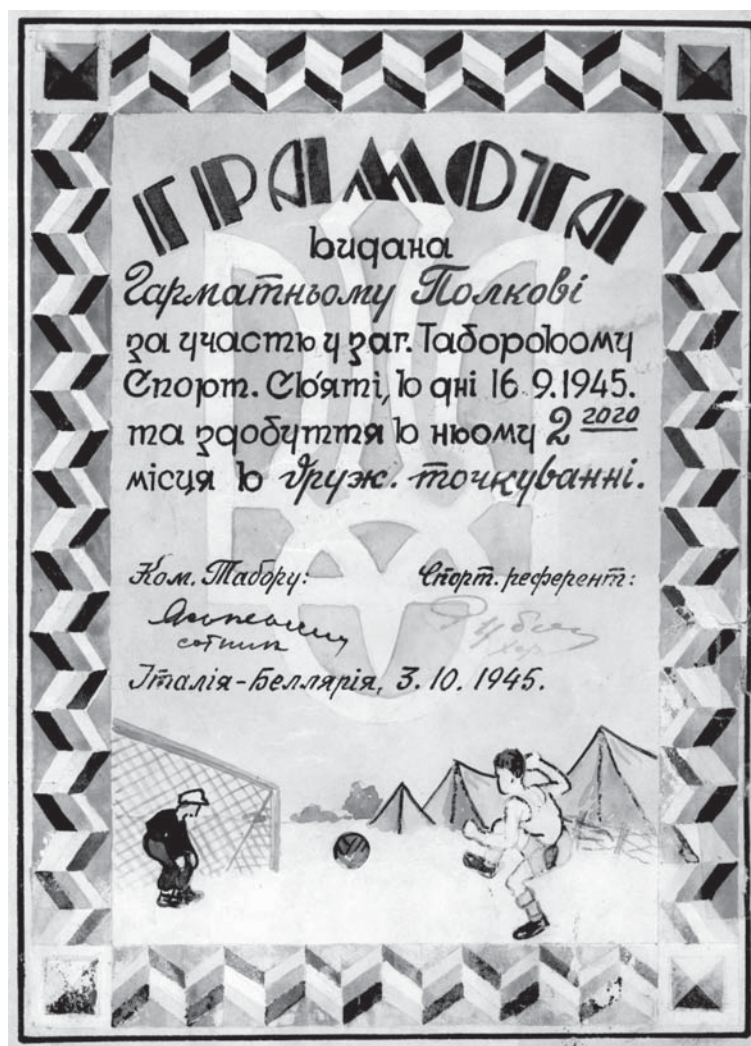 ГРАМОТА
видана
Гарматньому Полкові
за участь у заг. Таборовому
Спорт. Святі, в дні 16.9.1945.
та здобуття в ньому 2 гого
місця в друж. точкуванні.
Ком. Табору: Спорт. референт:
сотник хор.
Італія-Беллярія, 3.10.1945.